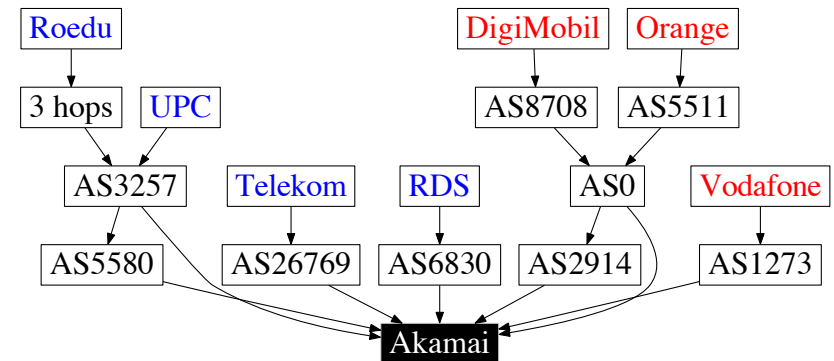 Roedu DigiMobil Orange
3 hops UPC AS8708 AS5511
AS3257 Telekom RDS AS0 Vodafone
AS5580 AS26769 AS6830 AS2914 AS1273
Akamai